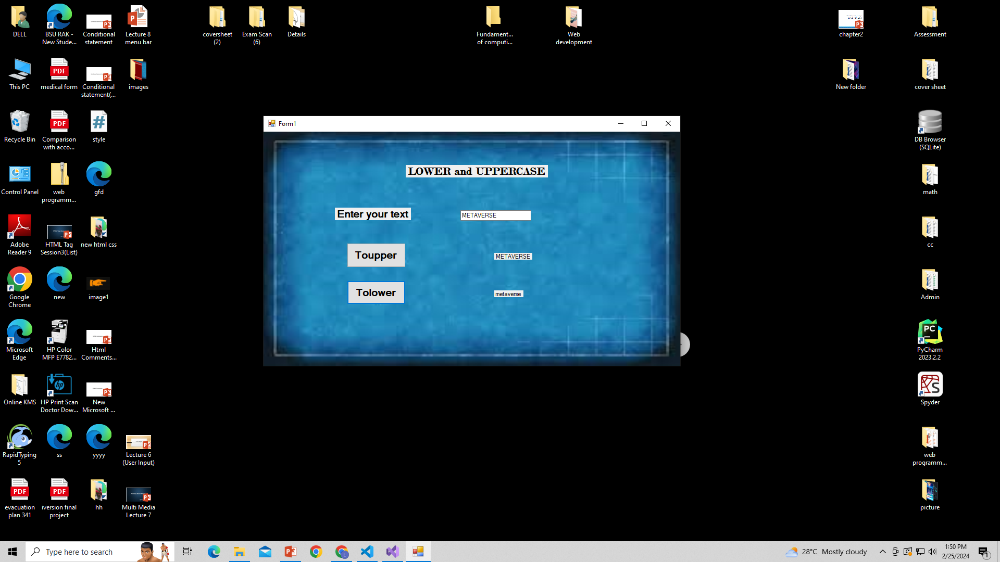 DELL
BSU RAK -
New Stude...
Conditional
statement
Lecture 8
menu bar
coversheet
(2)
Exam Scan
(6)
Details
Fundament...
of computi...
Web
development
chapter2
Assessment
This PC
medical form
Conditional
statement(...
images
New folder
cover sheet
Recycle Bin
Comparison
with acco...
style
DB Browser
(SQLite)
Control Panel
web
programm...
gfd
math
Adobe
Reader 9
HTML Tag
Session3(List)
new html css
cc
Google
Chrome
new
image1
Admin
Microsoft
Edge
HP Color
MFP E7782...
Html
Comments...
PyCharm
2023.2.2
Online KMS
HP Print Scan
Doctor Dow...
New
Microsoft ...
Spyder
RapidTyping
5
ss
yyyy
Lecture 6
(User Input)
web
programm...
evacuation
plan 341
iversion final
project
hh
Multi Media
Lecture 7
picture
Form1
LOWER and UPPERCASE
Enter your text
METAVERSE
Toupper
METAVERSE
Tolower
metaverse
Type here to search
28°C Mostly cloudy
1:50 PM
2/25/2024
1